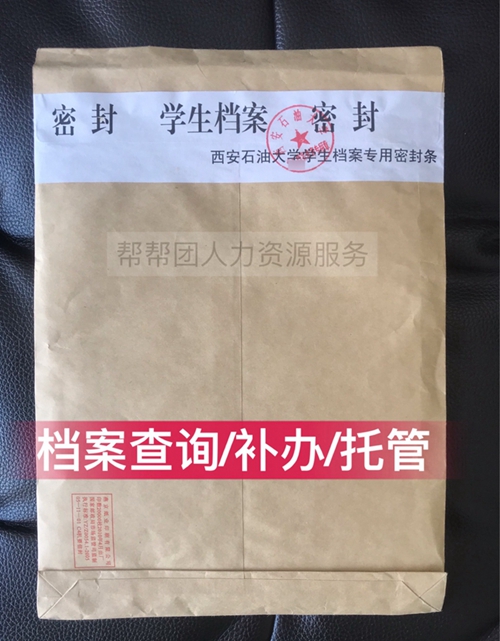 密封 学生档案 密封
西安石油大学学生档案专用密封条
帮帮团人力资源服务
档案查询/补办/托管